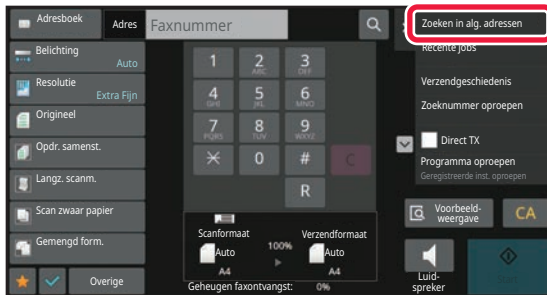 Adresboek
Adres
Faxnummer
Zoeken in alg. adressen
Recente jobs
Belichting
Auto
Resolutie
Extra Fijn
Origineel
Opdr. samenst.
Langz. scanm.
Scan zwaar papier
Gemengd form.
Overige
1
2
ABC
3
DEF
4
GHI
5
JKL
6
MNO
7
PQRS
8
TUV
9
WXYZ
0
#
C
R
Scanformaat
Auto
A4
100%
Verzendformaat
Auto
A4
Geheugen faxontvangst: 0%
Verzendgeschiedenis
Zoeknummer oproepen
Direct TX
Programma oproepen
Geregistreerde inst. oproepen
Voorbeeld-
weergave
CA
Luid-
spreker